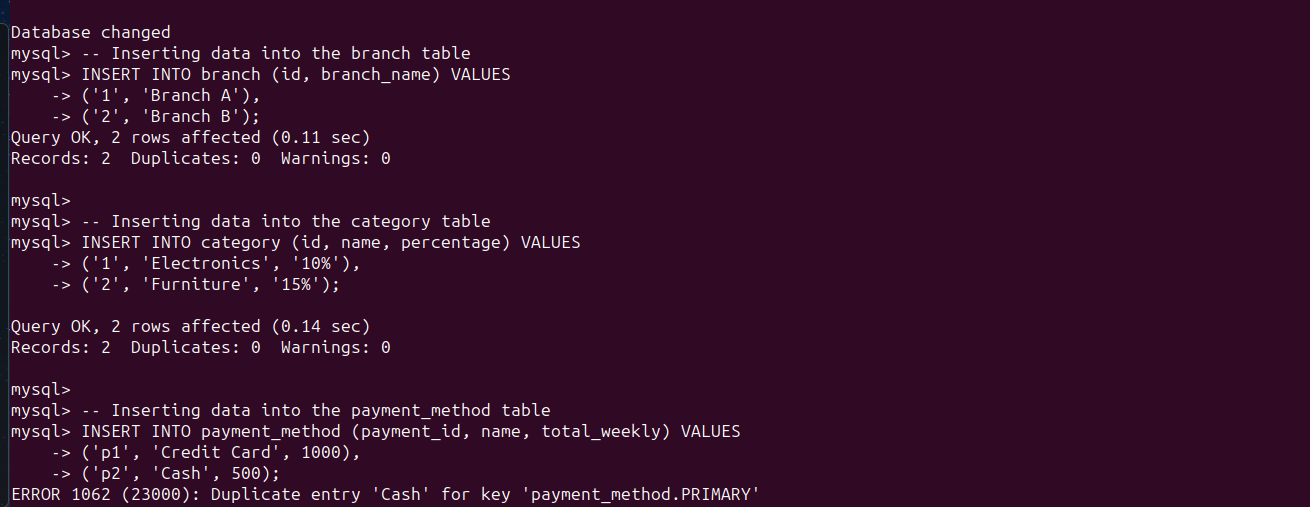 Database changed
mysql> -- Inserting data into the branch table
mysql> INSERT INTO branch (id, branch_name) VALUES
    -> ('1', 'Branch A'),
    -> ('2', 'Branch B');
Query OK, 2 rows affected (0.11 sec)
Records: 2  Duplicates: 0  Warnings: 0
mysql>
mysql> -- Inserting data into the category table
mysql> INSERT INTO category (id, name, percentage) VALUES
    -> ('1', 'Electronics', '10%'),
    -> ('2', 'Furniture', '15%');
Query OK, 2 rows affected (0.14 sec)
Records: 2  Duplicates: 0  Warnings: 0
mysql>
mysql> -- Inserting data into the payment_method table
mysql> INSERT INTO payment_method (payment_id, name, total_weekly) VALUES
    -> ('p1', 'Credit Card', 1000),
    -> ('p2', 'Cash', 500);
ERROR 1062 (23000): Duplicate entry 'Cash' for key 'payment_method.PRIMARY'